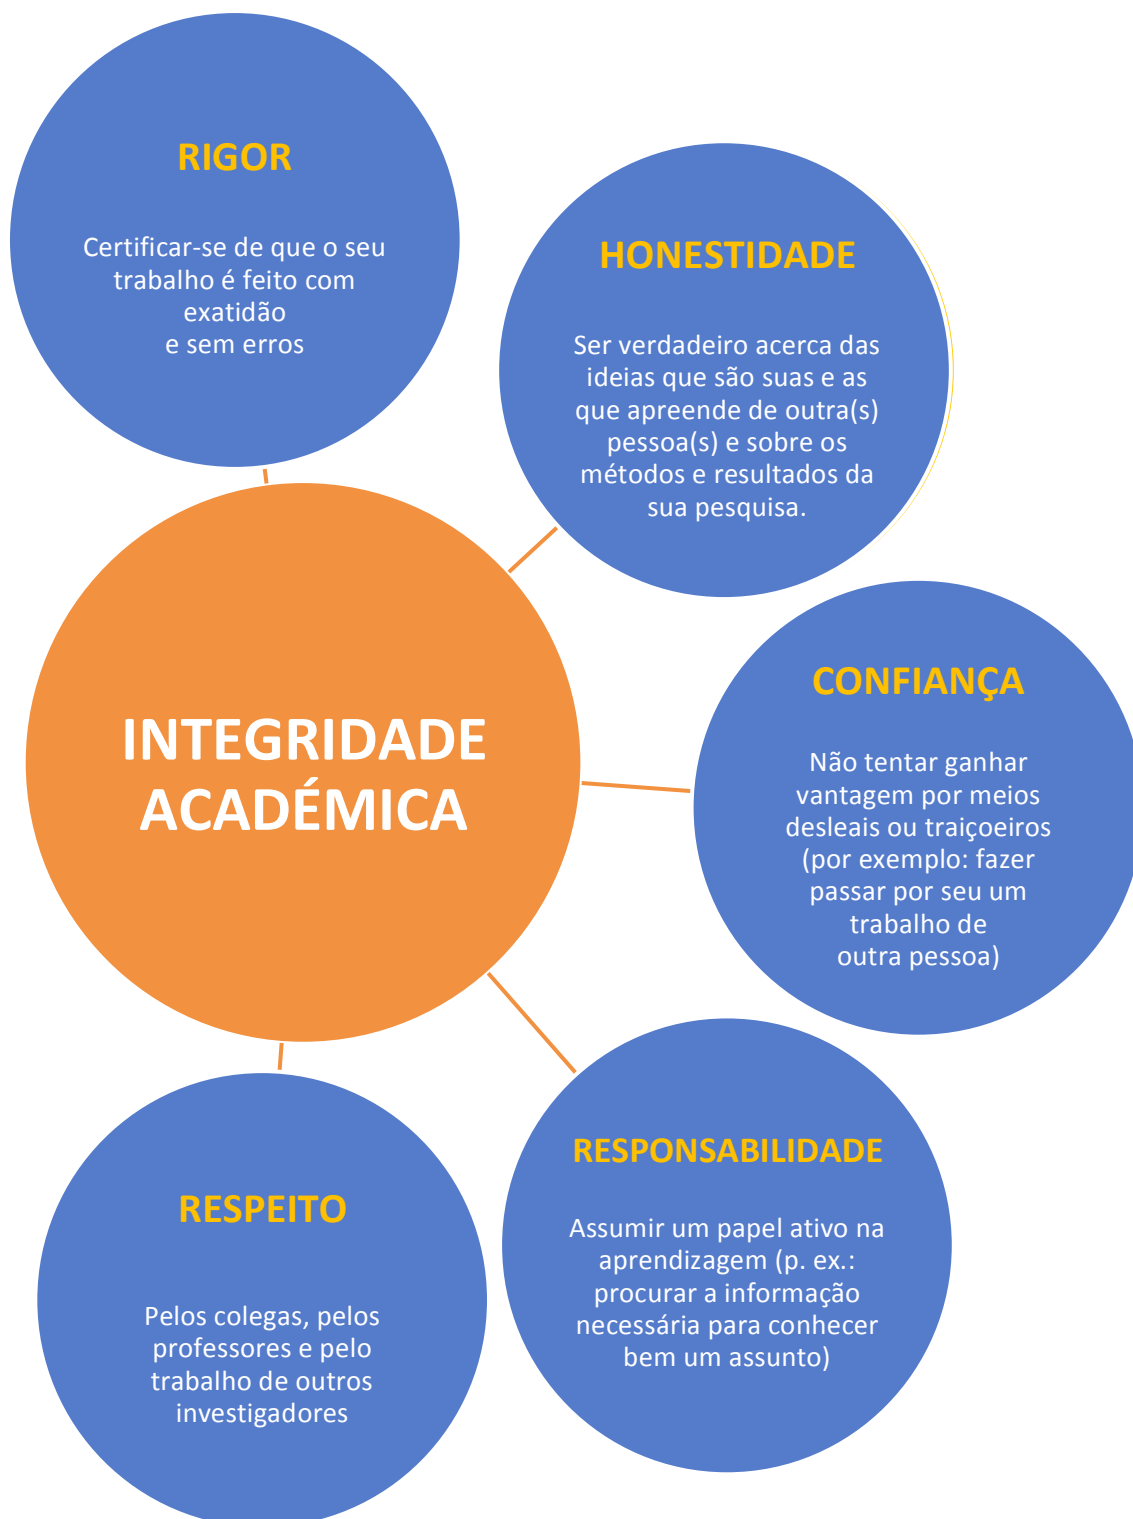 RIGOR
Certificar-se de que o seu
trabalho é feito com
exatidão
e sem erros
HONESTIDADE
Ser verdadeiro acerca das
ideias que são suas e as
que apreende de outra(s)
pessoa(s) e sobre os
métodos e resultados da
sua pesquisa.
CONFIANÇA
Não tentar ganhar
vantagem por meios
desleais ou traiçoeiros
(por exemplo: fazer
passar por seu um
trabalho de
outra pessoa)
INTEGRIDADE
ACADÉMICA
RESPONSABILIDADE
Assumir um papel ativo na
aprendizagem (p. ex.:
procurar a informação
necessária para conhecer
bem um assunto)
RESPEITO
Pelos colegas, pelos
professores e pelo
trabalho de outros
investigadores